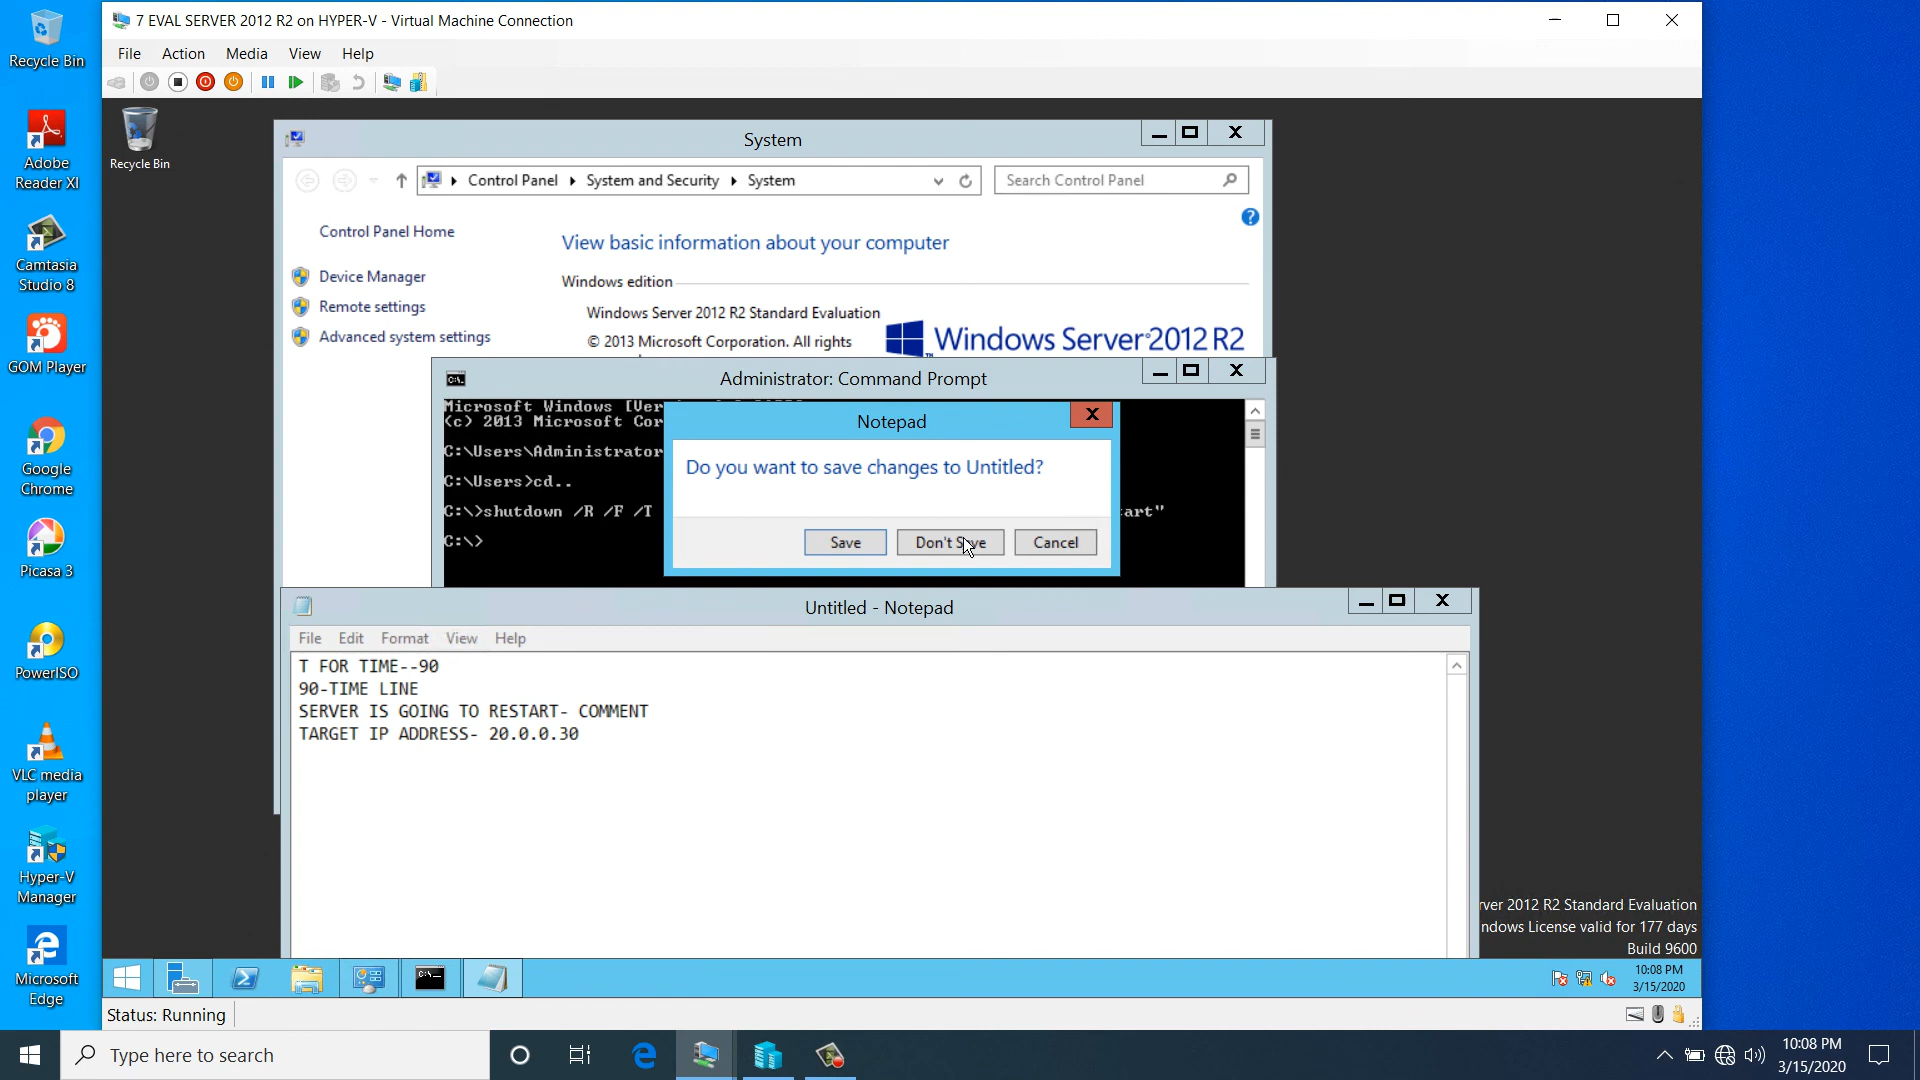 7 EVAL SERVER 2012 R2 on HYPER-V - Virtual Machine Connection
File Action Media View Help
Recycle Bin
Adobe
Reader XI
Camtasia
Studio 8
GOM Player
Google
Chrome
Picasa 3
PowerISO
VLC media
player
Hyper-V
Manager
Microsoft
Edge
Recycle Bin
System
Control Panel System and Security System
Search Control Panel
Control Panel Home
Device Manager
Remote settings
Advanced system settings
View basic information about your computer
Windows edition
Windows Server 2012 R2 Standard Evaluation
© 2013 Microsoft Corporation. All rights
Windows Server 2012 R2
Administrator: Command Prompt
Microsoft Windows [Ver
(c) 2013 Microsoft Cor
C:\Users\Administrator
C:\Users>cd..
C:\>shutdown /R /F /T
art"
C:\>
Notepad
Do you want to save changes to Untitled?
Save Don't Save Cancel
Untitled - Notepad
File Edit Format View Help
T FOR TIME--90
90-TIME LINE
SERVER IS GOING TO RESTART- COMMENT
TARGET IP ADDRESS- 20.0.0.30
rver 2012 R2 Standard Evaluation
ndows License valid for 177 days
Build 9600
10:08 PM
3/15/2020
Status: Running
Type here to search
10:08 PM
3/15/2020